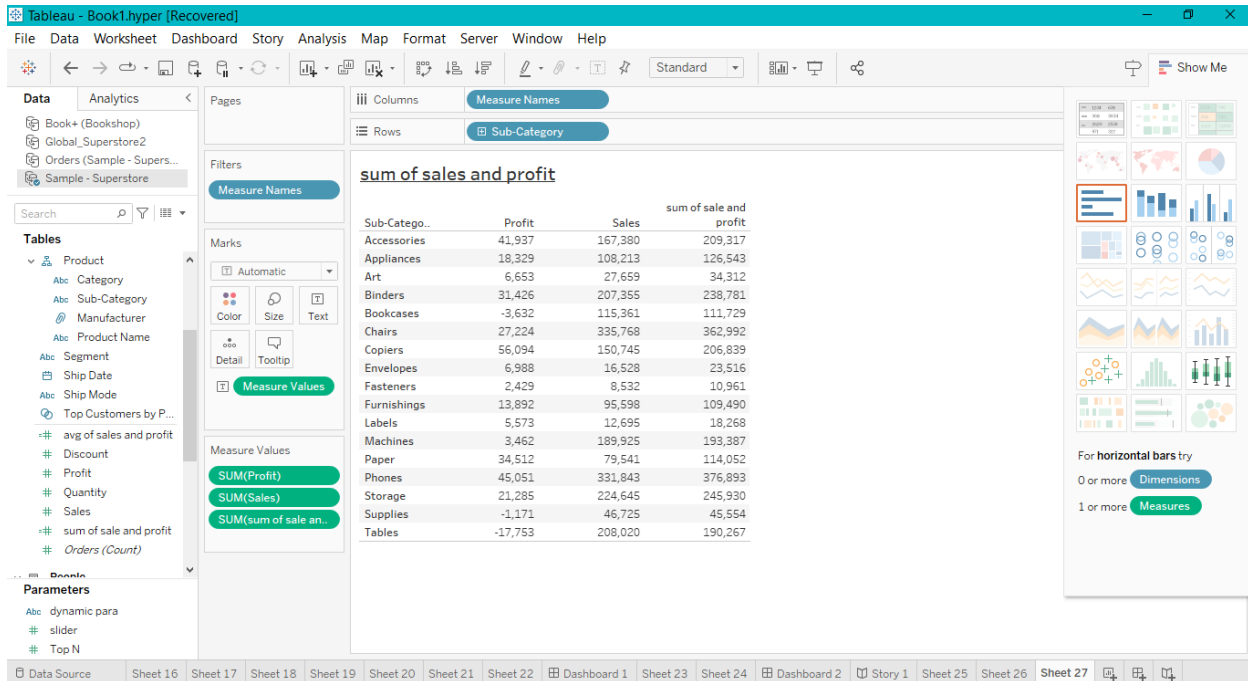 Tableau - Book1.hyper [Recovered]
File Data Worksheet Dashboard Story Analysis Map Format Server Window Help
Standard
Show Me
Data Analytics
Book+ (Bookshop)
Global_Superstore2
Orders (Sample - Supers...
Sample - Superstore
Search
Tables
Product
Abc Category
Abc Sub-Category
Manufacturer
Abc Product Name
Abc Segment
Ship Date
Abc Ship Mode
Top Customers by P...
=# avg of sales and profit
# Discount
# Profit
# Quantity
# Sales
=# sum of sale and profit
# Orders (Count)
People
Parameters
Abc dynamic para
# slider
# Top N
Pages
Filters
Measure Names
Marks
Automatic
Color Size Text
Detail Tooltip
Measure Values
Measure Values
SUM(Profit)
SUM(Sales)
SUM(sum of sale an..
Columns Measure Names
Rows Sub-Category
sum of sales and profit
Sub-Catego.. Profit Sales sum of sale and
profit
Accessories 41,937 167,380 209,317
Appliances 18,329 108,213 126,543
Art 6,653 27,659 34,312
Binders 31,426 207,355 238,781
Bookcases -3,632 115,361 111,729
Chairs 27,224 335,768 362,992
Copiers 56,094 150,745 206,839
Envelopes 6,988 16,528 23,516
Fasteners 2,429 8,532 10,961
Furnishings 13,892 95,598 109,490
Labels 5,573 12,695 18,268
Machines 3,462 189,925 193,387
Paper 34,512 79,541 114,052
Phones 45,051 331,843 376,893
Storage 21,285 224,645 245,930
Supplies -1,171 46,725 45,554
Tables -17,753 208,020 190,267
For horizontal bars try
0 or more Dimensions
1 or more Measures
Data Source Sheet 16 Sheet 17 Sheet 18 Sheet 19 Sheet 20 Sheet 21 Sheet 22 Dashboard 1 Sheet 23 Sheet 24 Dashboard 2 Story 1 Sheet 25 Sheet 26 Sheet 27